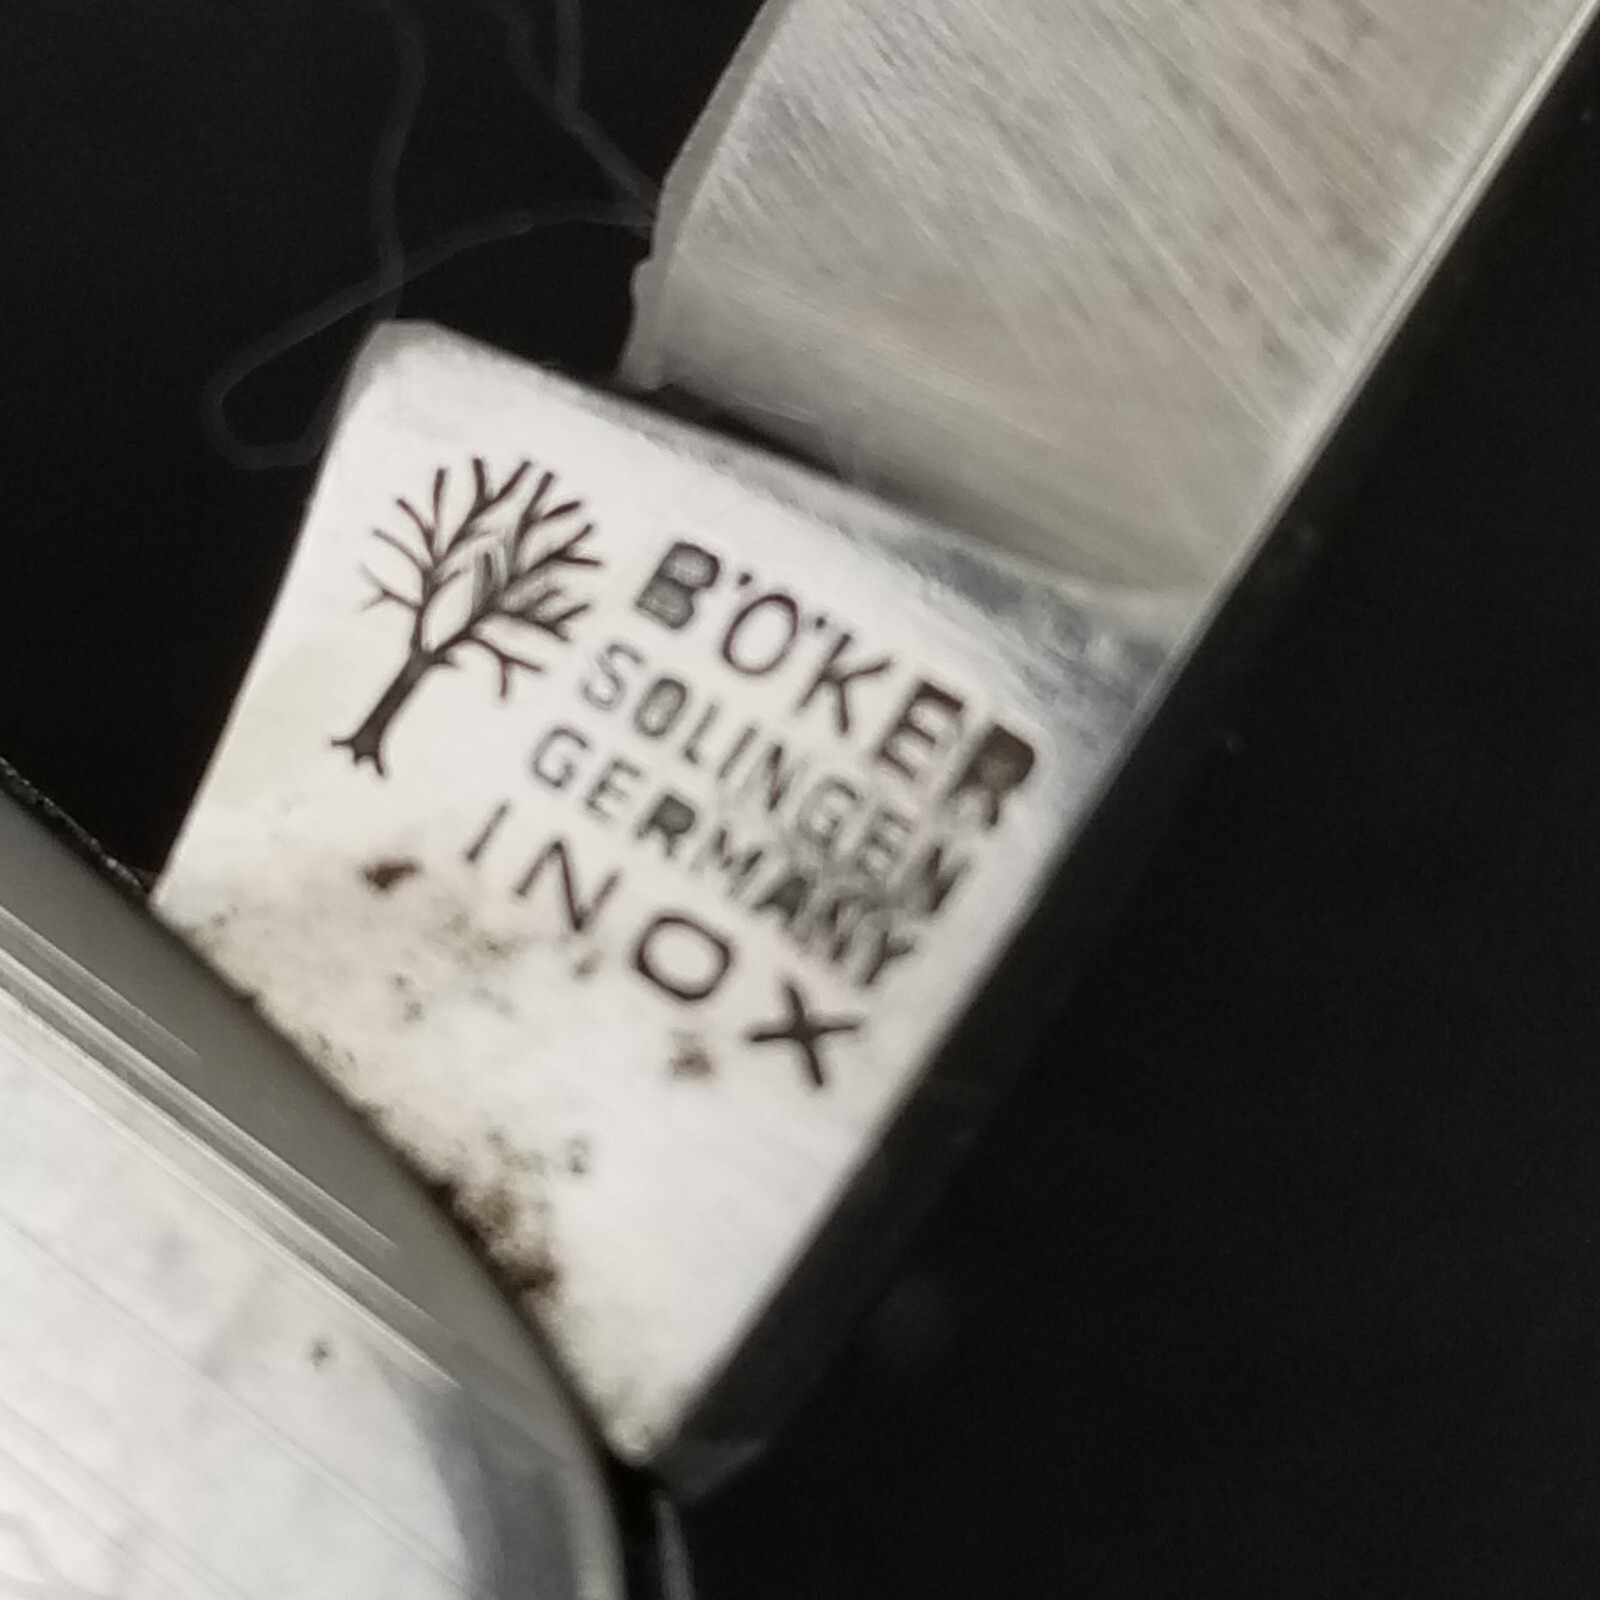 BÖKER
SOLINGEN
GERMANY
INOX